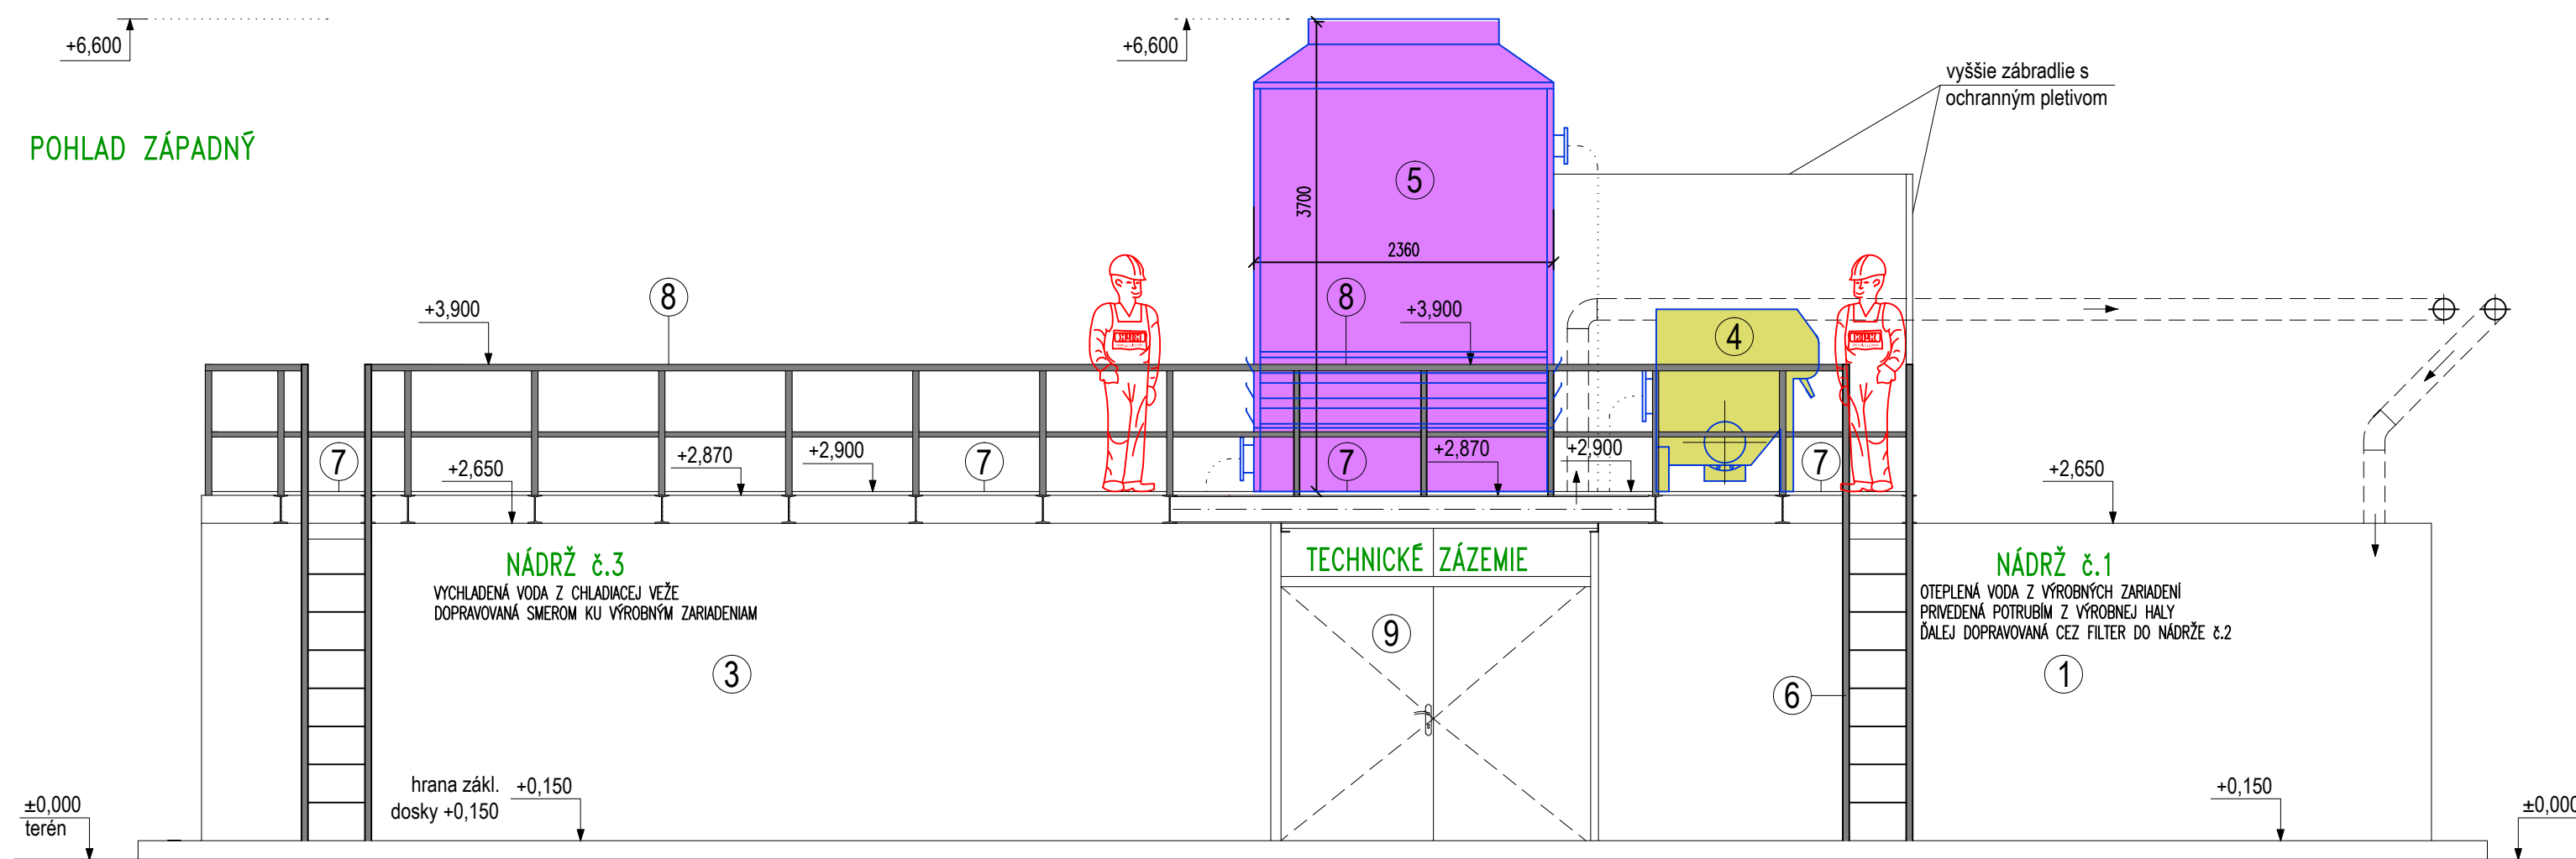 +6,600
+6,600
vyššie zábradlie s
ochranným pletivom
POHLAD ZÁPADNÝ
5
3700
2360
8
+3,900
8
+3,900
4
7
+2,650
+2,870
+2,900
7
7
+2,870
+2,900
7
+2,650
NÁDRŽ č.3
VYCHLADENÁ VODA Z CHLADIACEJ VEŽE
DOPRAVOVANÁ SMEROM KU VÝROBNÝM ZARIADENIAM
3
TECHNICKÉ ZÁZEMIE
9
NÁDRŽ č.1
OTEPLENÁ VODA Z VÝROBNÝCH ZARIADENÍ
PRIVEDENÁ POTRUBÍM Z VÝROBNEJ HALY
ĎALEJ DOPRAVOVANÁ CEZ FILTER DO NÁDRŽE č.2
1
6
hrana zákl.
dosky +0,150
+0,150
+0,150
±0,000
terén
±0,000